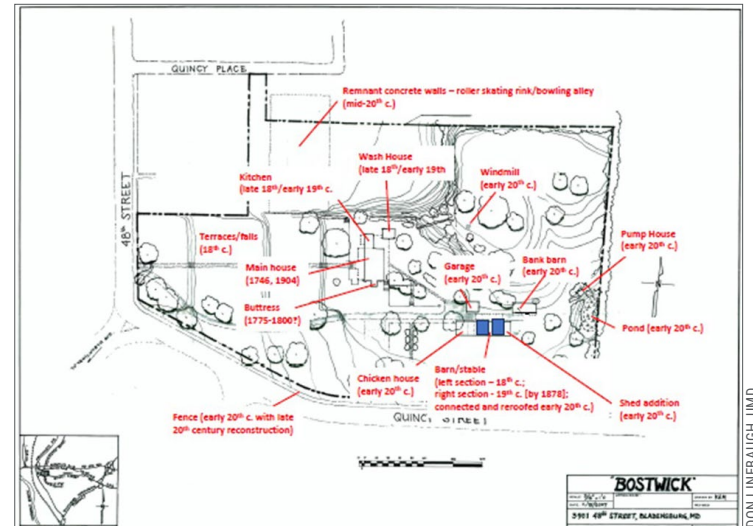 QUINCY PLACE
Remnant concrete walls – roller skating rink/bowling alley
(mid-20th c.)
Wash House
(late 18th/early 19th
Kitchen
(late 18th/early 19th c.
Windmill
(early 20th c.)
48th STREET
Terraces/falls
(18th c.)
Pump House
(early 20th c.)
Main house
(1746, 1904)
Garage
(early 20th c.)
Bank barn
(early 20th c.)
Buttress
(1775-1800?)
Pond (early 20th c.)
Chicken house
(early 20th c.)
Barn/stable
(left section – 18th c.;
right section - 19th c. [by 1878];
connected and reroofed early 20th c.)
Shed addition
(early 20th c.)
Fence (early 20th c. with late
20th century reconstruction)
QUINCY STREET
"BOSTWICK"
3901 48th STREET, BLADENSBURG, MD
DON LINEBAUGH, UMD